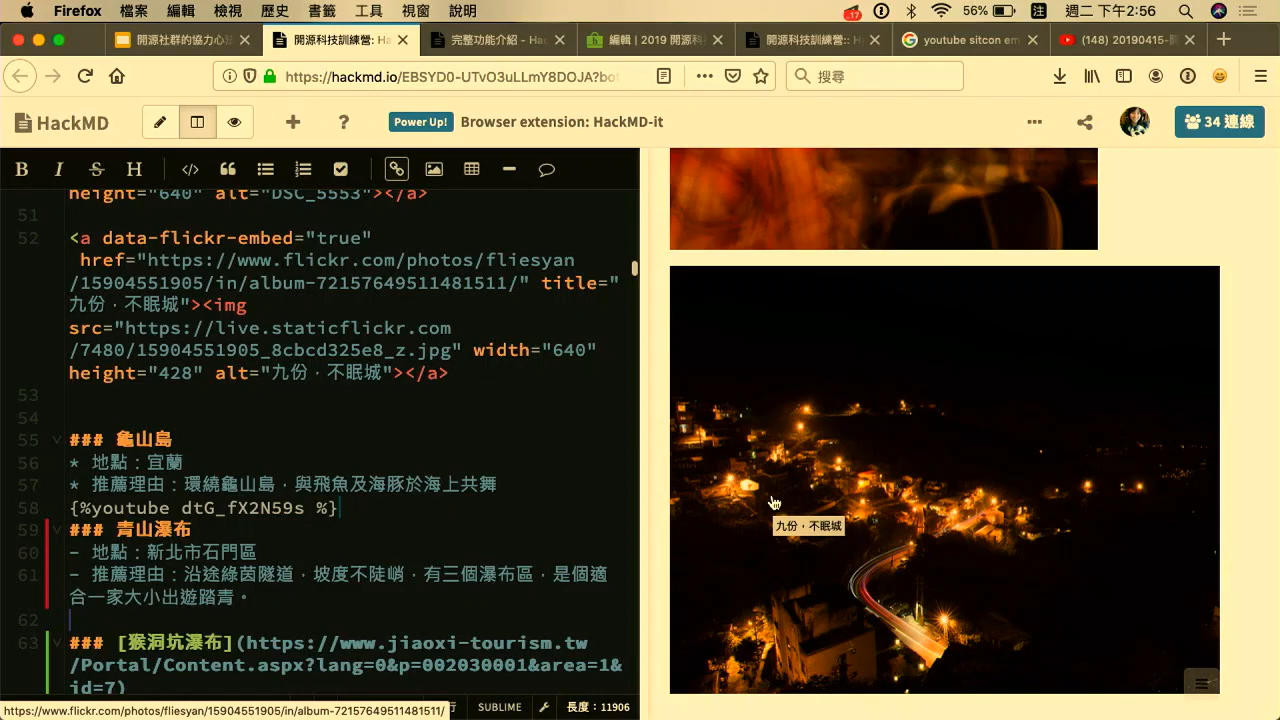 Firefox 檔案 編輯 檢視 歷史 書籤 工具 視窗 說明 17 56% 注 週二 下午2:56
開源社群的協力心法 開源科技訓練營: Ha 完整功能介紹 - Hac 編輯 | 2019 開源科技 開源科技訓練營:: H youtube sitcon em (148) 20190415-開
https://hackmd.io/EBSYD0-UTvO3uLLmY8DOJA?bo 搜尋
HackMD Power Up! Browser extension: HackMD-it 34 連線
B I S H
height="640" alt="DSC_5553"></a>
51
52 <a data-flickr-embed="true"
href="https://www.flickr.com/photos/fliesyan
/15904551905/in/album-72157649511481511/" title="
九份．不眠城"><img
src="https://live.staticflickr.com
/7480/15904551905_8cbcd325e8_z.jpg" width="640"
height="428" alt="九份．不眠城"></a>
53
54
55 ### 龜山島
56 * 地點：宜蘭
57 * 推薦理由：環繞龜山島，與飛魚及海豚於海上共舞
58 {%youtube dtG_fX2N59s %}
59 ### 青山瀑布
60 - 地點：新北市石門區
61 - 推薦理由：沿途綠茵隧道，坡度不陡峭，有三個瀑布區，是個適
合一家大小出遊踏青。
62
63 ### [猴洞坑瀑布](https://www.jiaoxi-tourism.tw
/Portal/Content.aspx?lang=0&p=002030001&area=1&
id=7)
九份．不眠城
https://www.flickr.com/photos/fliesyan/15904551905/in/album-72157649511481511/ 行 SUBLIME 長度：11906